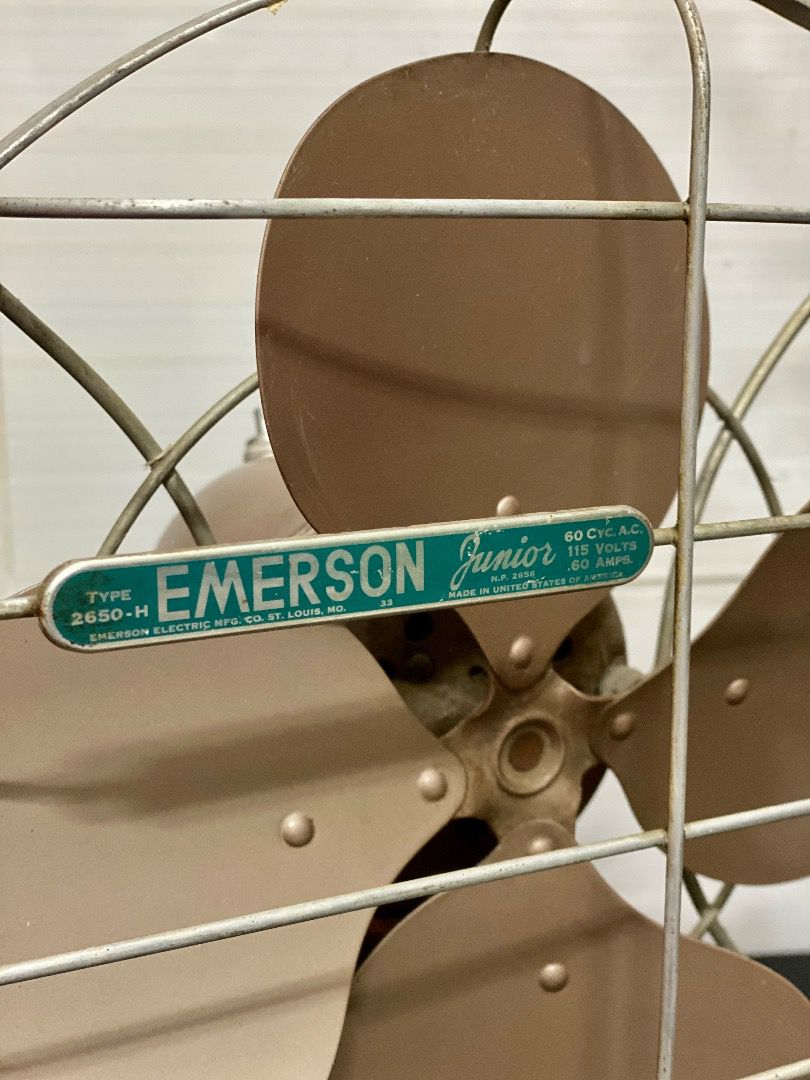 TYPE
2650-H
EMERSON
Junior
60 CYC. A.C.
115 VOLTS
.60 AMPS.
N.P. 2650
EMERSON ELECTRIC MFG. CO. ST. LOUIS, MO.
33
MADE IN UNITED STATES OF AMERICA